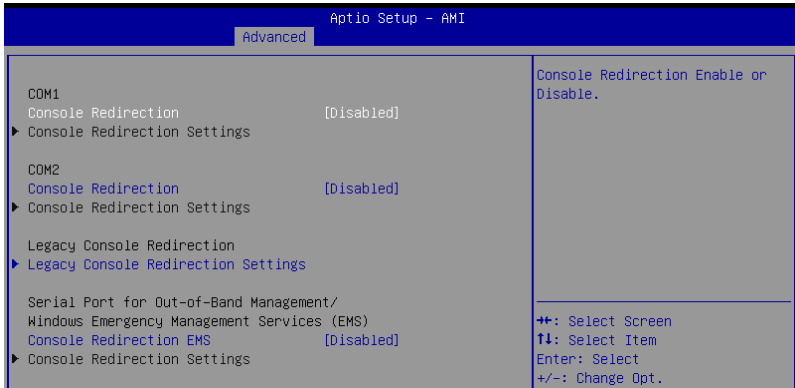 Aptio Setup – AMI
Advanced
COM1
Console Redirection [Disabled]
Console Redirection Settings
COM2
Console Redirection [Disabled]
Console Redirection Settings
Legacy Console Redirection
Legacy Console Redirection Settings
Serial Port for Out-of-Band Management/
Windows Emergency Management Services (EMS)
Console Redirection EMS [Disabled]
Console Redirection Settings
Console Redirection Enable or
Disable.
→←: Select Screen
↑↓: Select Item
Enter: Select
+/-: Change Opt.